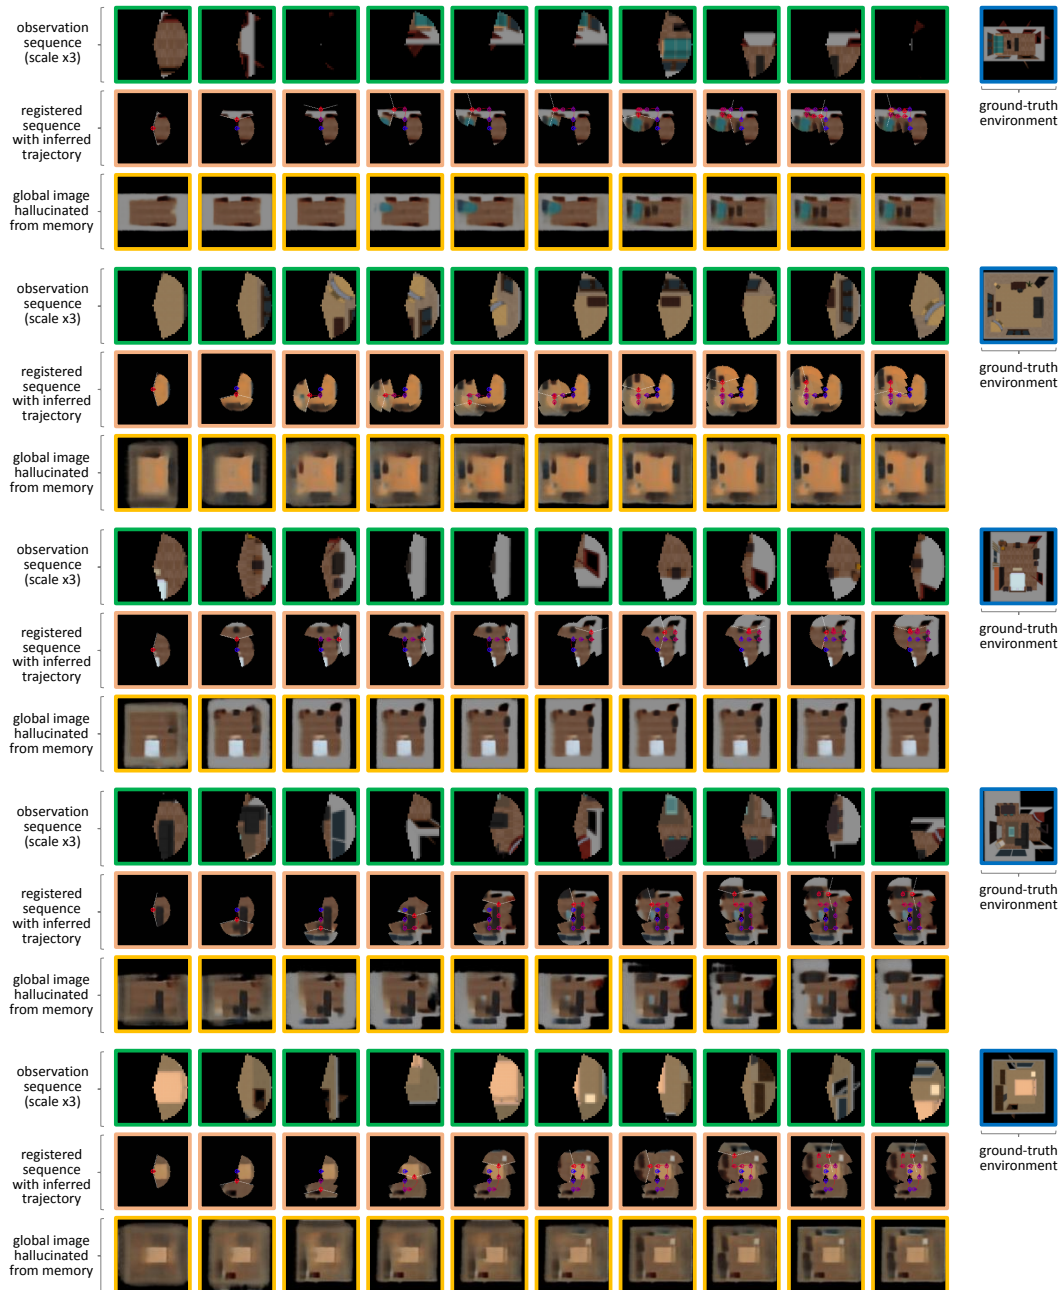 observation
sequence
(scale x3)
registered
sequence
with inferred
trajectory
ground-truth
environment
global image
hallucinated
from memory
observation
sequence
(scale x3)
registered
sequence
with inferred
trajectory
ground-truth
environment
global image
hallucinated
from memory
observation
sequence
(scale x3)
registered
sequence
with inferred
trajectory
ground-truth
environment
global image
hallucinated
from memory
observation
sequence
(scale x3)
registered
sequence
with inferred
trajectory
ground-truth
environment
global image
hallucinated
from memory
observation
sequence
(scale x3)
registered
sequence
with inferred
trajectory
ground-truth
environment
global image
hallucinated
from memory